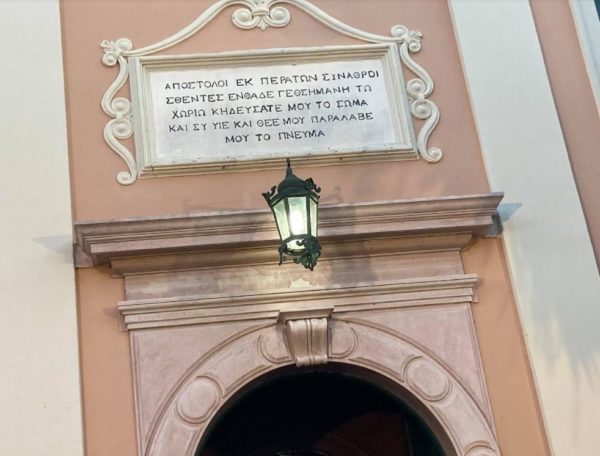 ΑΠΟΣΤΟΛΟΙ ΕΚ ΠΕΡΑΤΩΝ ΣΥΝΑΘΡΟΙ
ΣΘΕΝΤΕΣ ΕΝΘΑΔΕ ΓΕΘΣΗΜΑΝΗ ΤΩ
ΧΩΡΙΩ ΚΗΔΕΥΣΑΤΕ ΜΟΥ ΤΟ ΣΩΜΑ
ΚΑΙ ΣΥ ΥΙΕ ΚΑΙ ΘΕΕ ΜΟΥ ΠΑΡΑΛΑΒΕ
ΜΟΥ ΤΟ ΠΝΕΥΜΑ